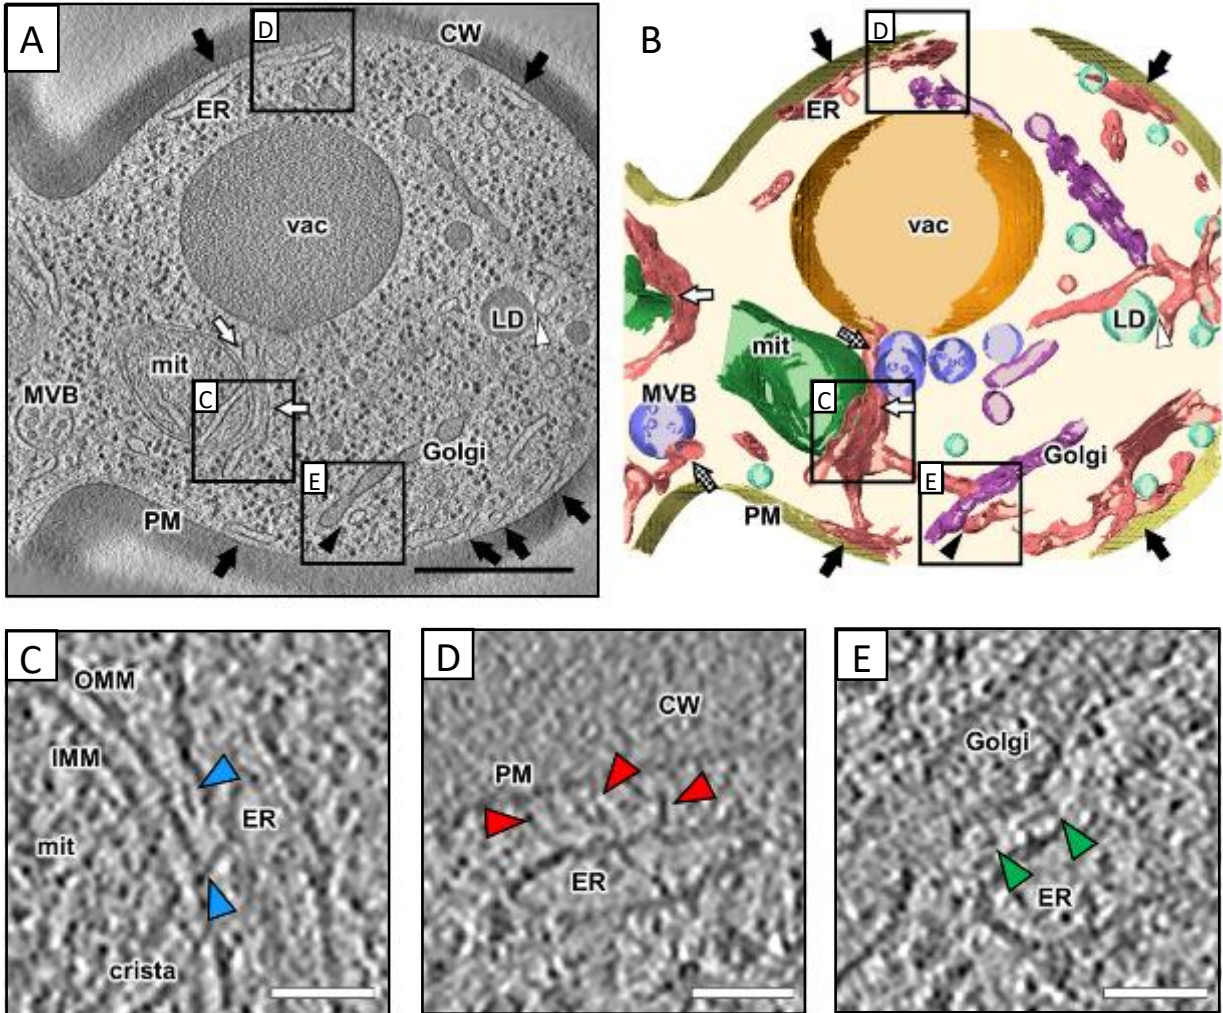 A
D
CW
ER
vac
LD
mit
MVB
C
Golgi
E
PM
B
D
ER
vac
LD
mit
MVB
C
Golgi
E
PM
C
OMM
IMM
ER
mit
crista
D
CW
PM
ER
E
Golgi
ER